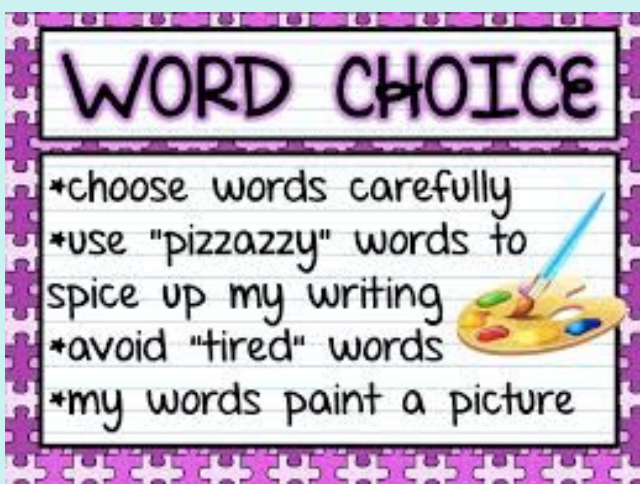 WORD CHOICE
*choose words carefully
*use "pizzazzy" words to
spice up my writing
*avoid "tired" words
*my words paint a picture